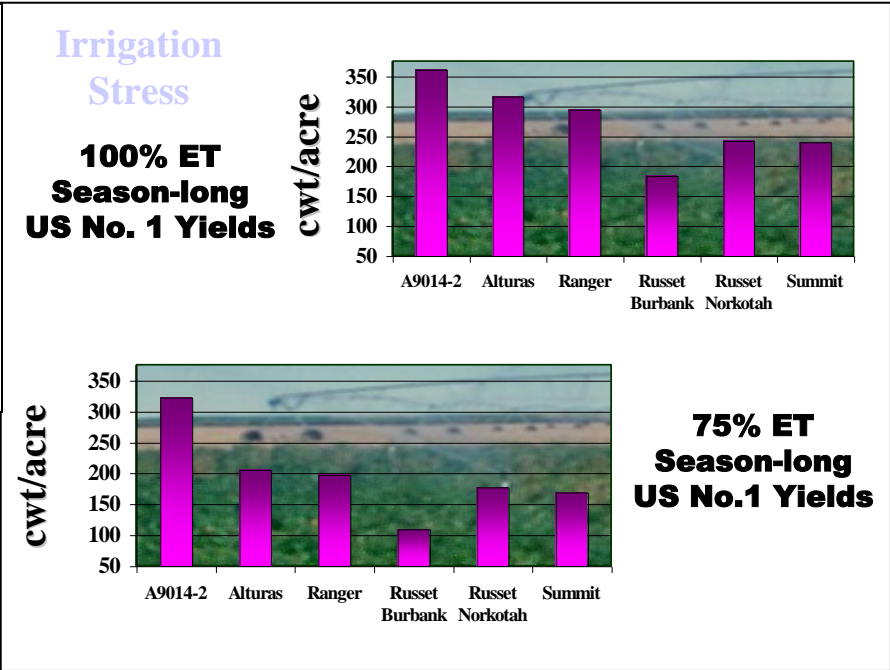 Irrigation
Stress
100% ET
Season-long
US No. 1 Yields
cwt/acre
350
300
250
200
150
100
50
A9014-2 Alturas Ranger Russet Russet Summit
Burbank Norkotah
cwt/acre
350
300
250
200
150
100
50
A9014-2 Alturas Ranger Russet Russet Summit
Burbank Norkotah
75% ET
Season-long
US No.1 Yields